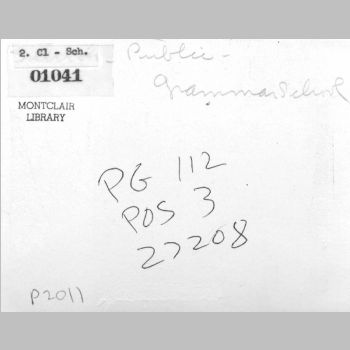 2. Cl - Sch.
01041
MONTCLAIR
LIBRARY
- Public -
Grammar School
PG 112
POS 3
27208
P2011